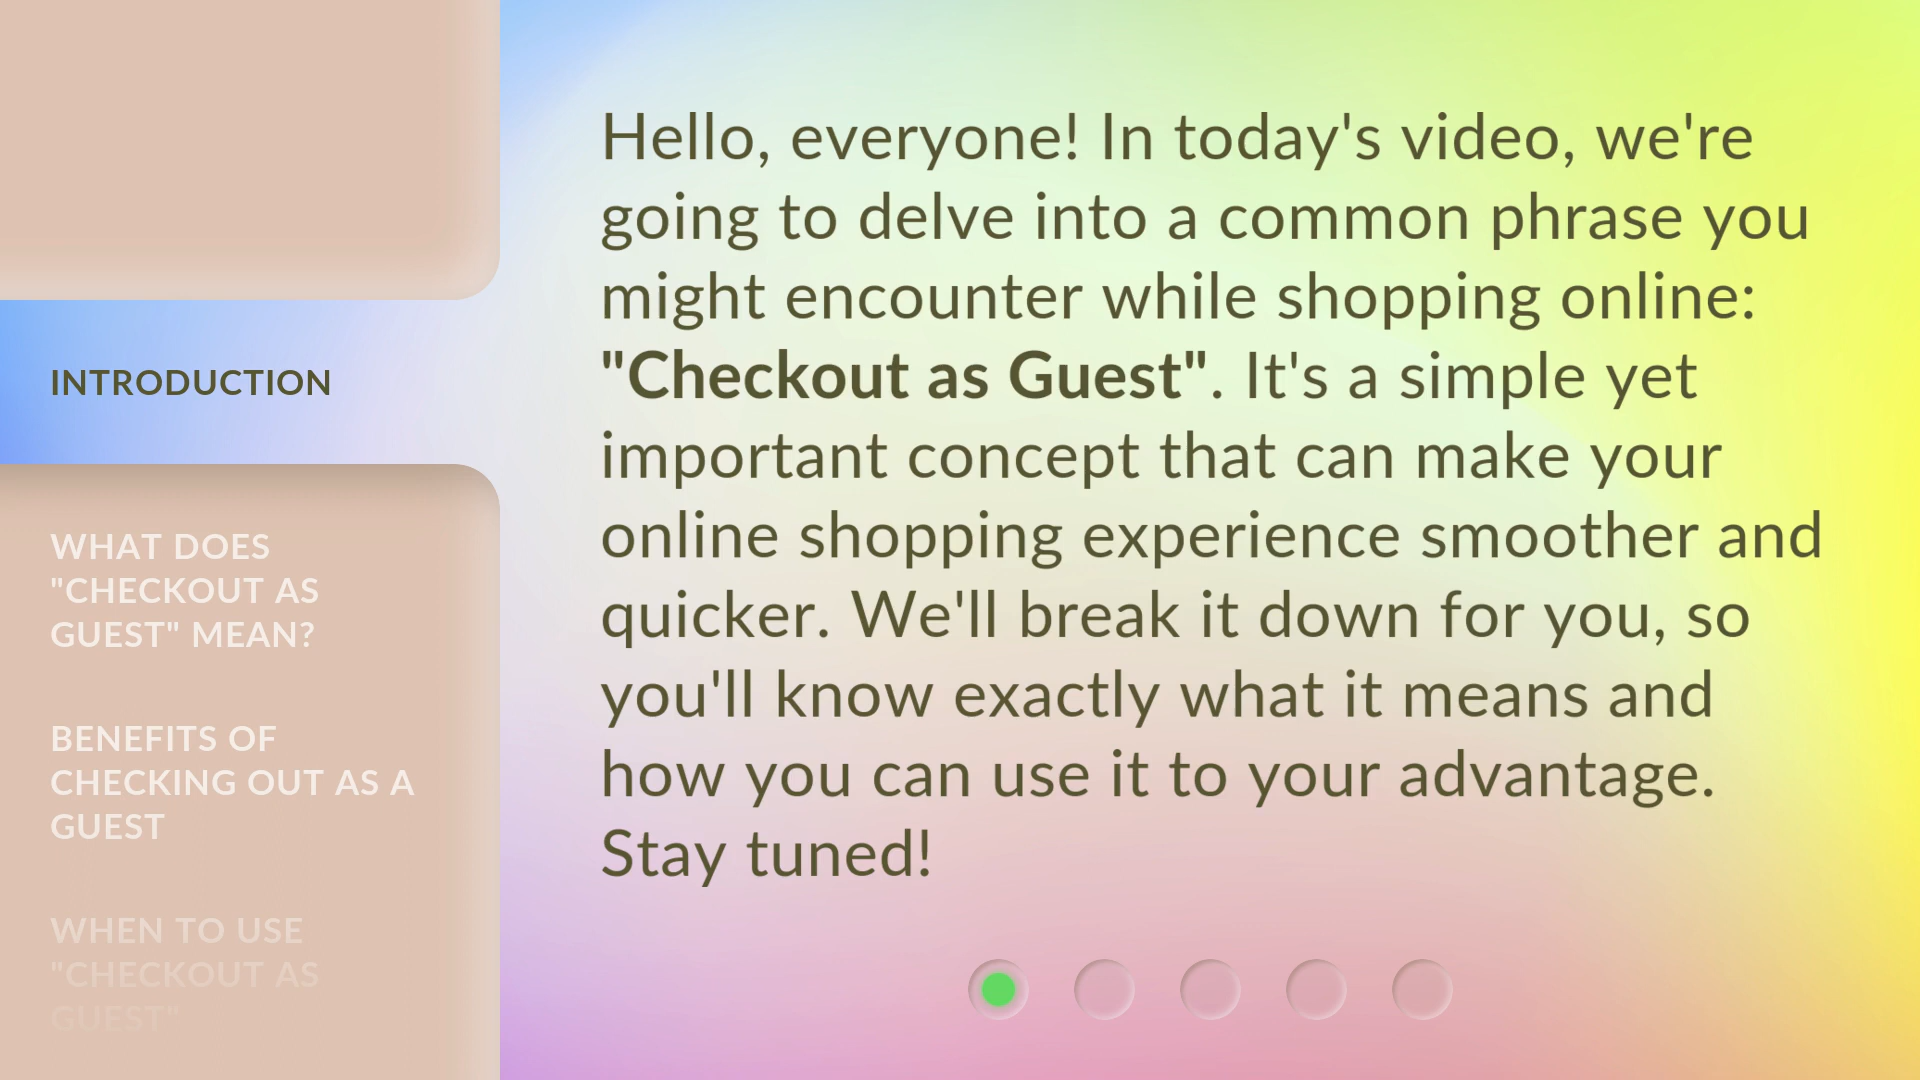 INTRODUCTION
WHAT DOES
"CHECKOUT AS
GUEST" MEAN?
BENEFITS OF
CHECKING OUT AS A
GUEST
WHEN TO USE
"CHECKOUT AS
GUEST"
Hello, everyone! In today's video, we're
going to delve into a common phrase you
might encounter while shopping online:
"Checkout as Guest". It's a simple yet
important concept that can make your
online shopping experience smoother and
quicker. We'll break it down for you, so
you'll know exactly what it means and
how you can use it to your advantage.
Stay tuned!